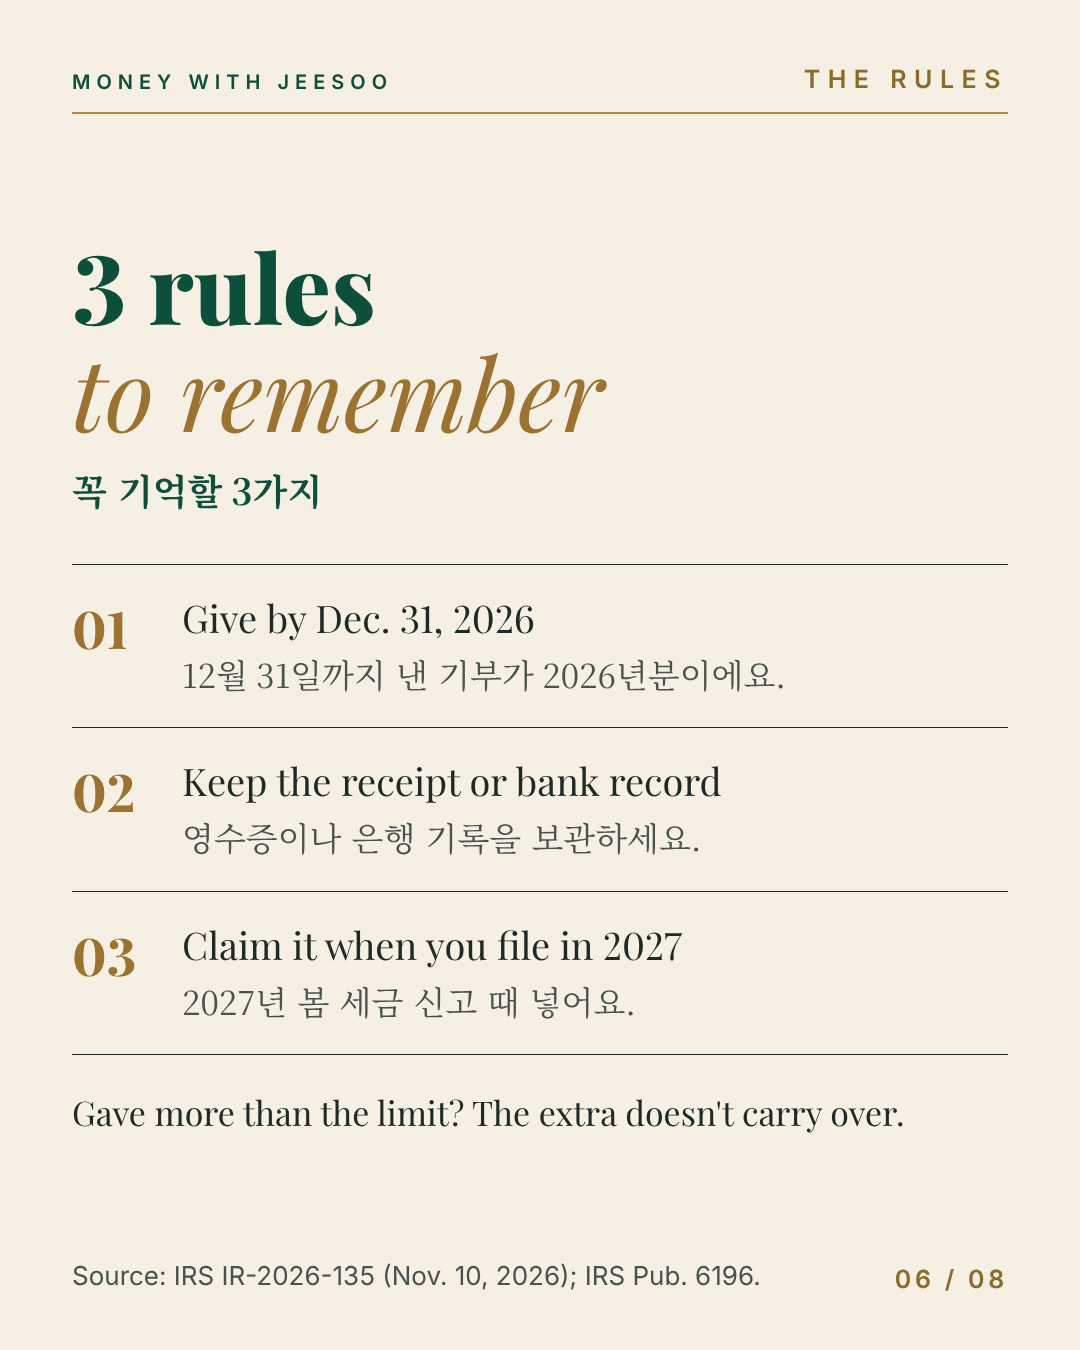 MONEY WITH JEESOO
THE RULES
3 rules
to remember
꼭 기억할 3가지
01
Give by Dec. 31, 2026
12월 31일까지 낸 기부가 2026년분이에요.
02
Keep the receipt or bank record
영수증이나 은행 기록을 보관하세요.
03
Claim it when you file in 2027
2027년 봄 세금 신고 때 넣어요.
Gave more than the limit? The extra doesn't carry over.
Source: IRS IR-2026-135 (Nov. 10, 2026); IRS Pub. 6196.
06 / 08